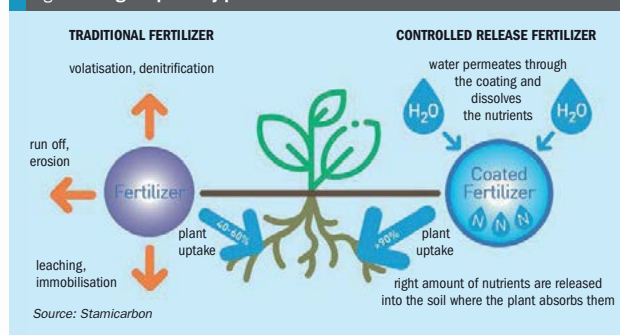 TRADITIONAL FERTILIZER
volatisation, denitrification
run off,
erosion
Fertilizer
leaching,
immobilisation
40-60%
plant
uptake
CONTROLLED RELEASE FERTILIZER
water permeates through
the coating and
dissolves
the nutrients
H₂O
H₂O
Coated
Fertilizer
N N N
>90%
plant
uptake
right amount of nutrients are released
into the soil where the plant absorbs them
Source: Stamicarbon